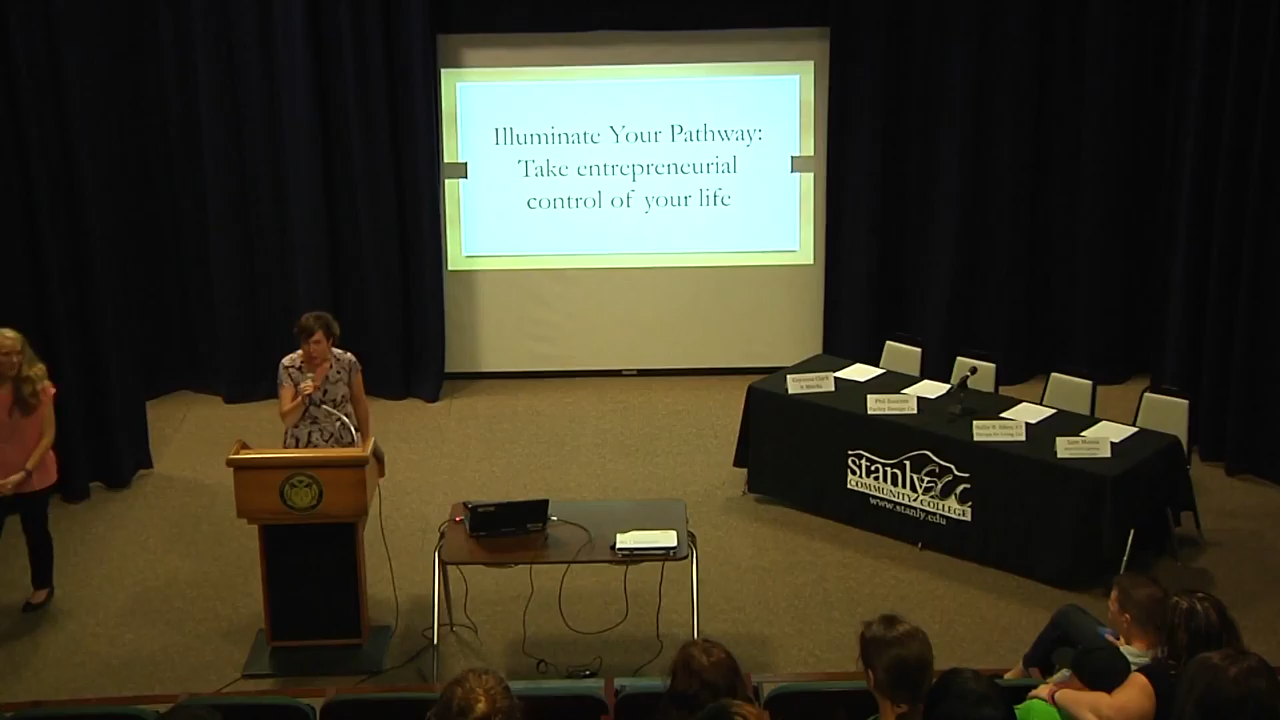 Illuminate Your Pathway:
Take entrepreneurial
control of your life
stanly
COMMUNITY COLLEGE
www.stanly.edu